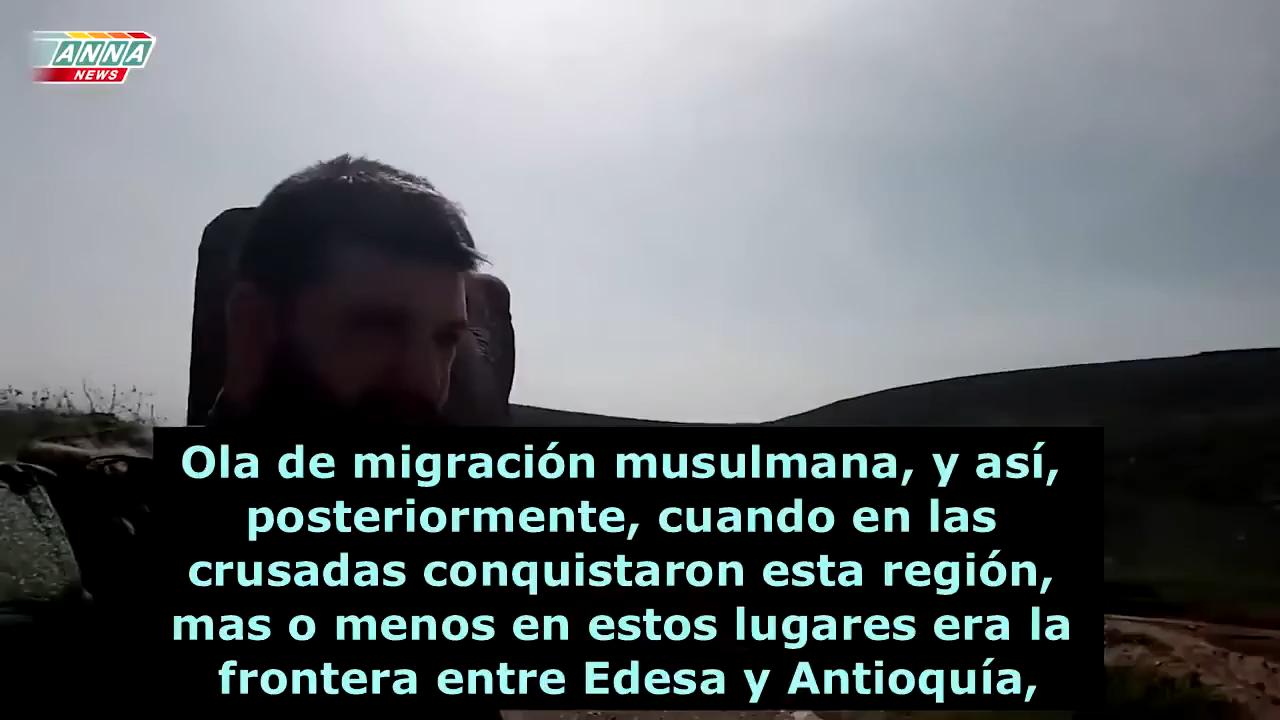 ANNA
NEWS
Ola de migración musulmana, y así,
posteriormente, cuando en las
crusadas conquistaron esta región,
mas o menos en estos lugares era la
frontera entre Edesa y Antioquía,